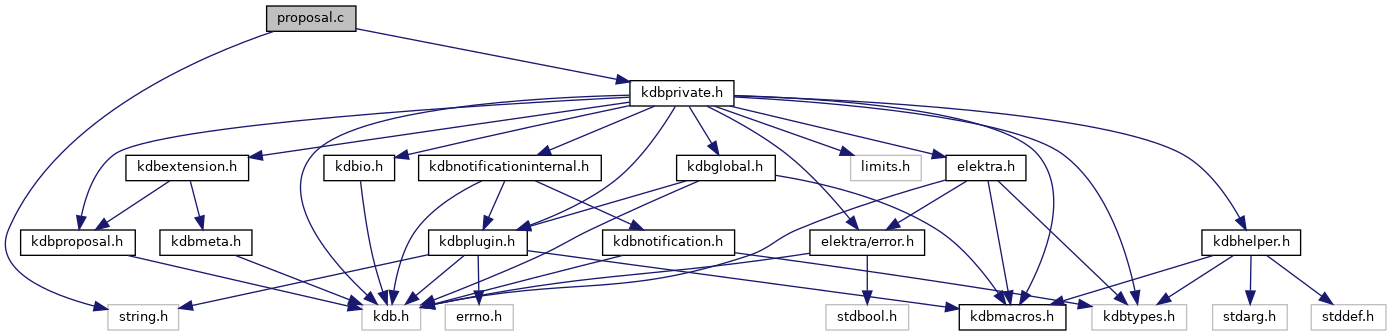 proposal.c
kdbprivate.h
kdbextension.h
kdbio.h
kdbnotificationinternal.h
kdbglobal.h
limits.h
elektra.h
kdbproposal.h
kdbmeta.h
kdbplugin.h
kdbnotification.h
elektra/error.h
kdbhelper.h
string.h
kdb.h
errno.h
stdbool.h
kdbmacros.h
kdbtypes.h
stdarg.h
stddef.h